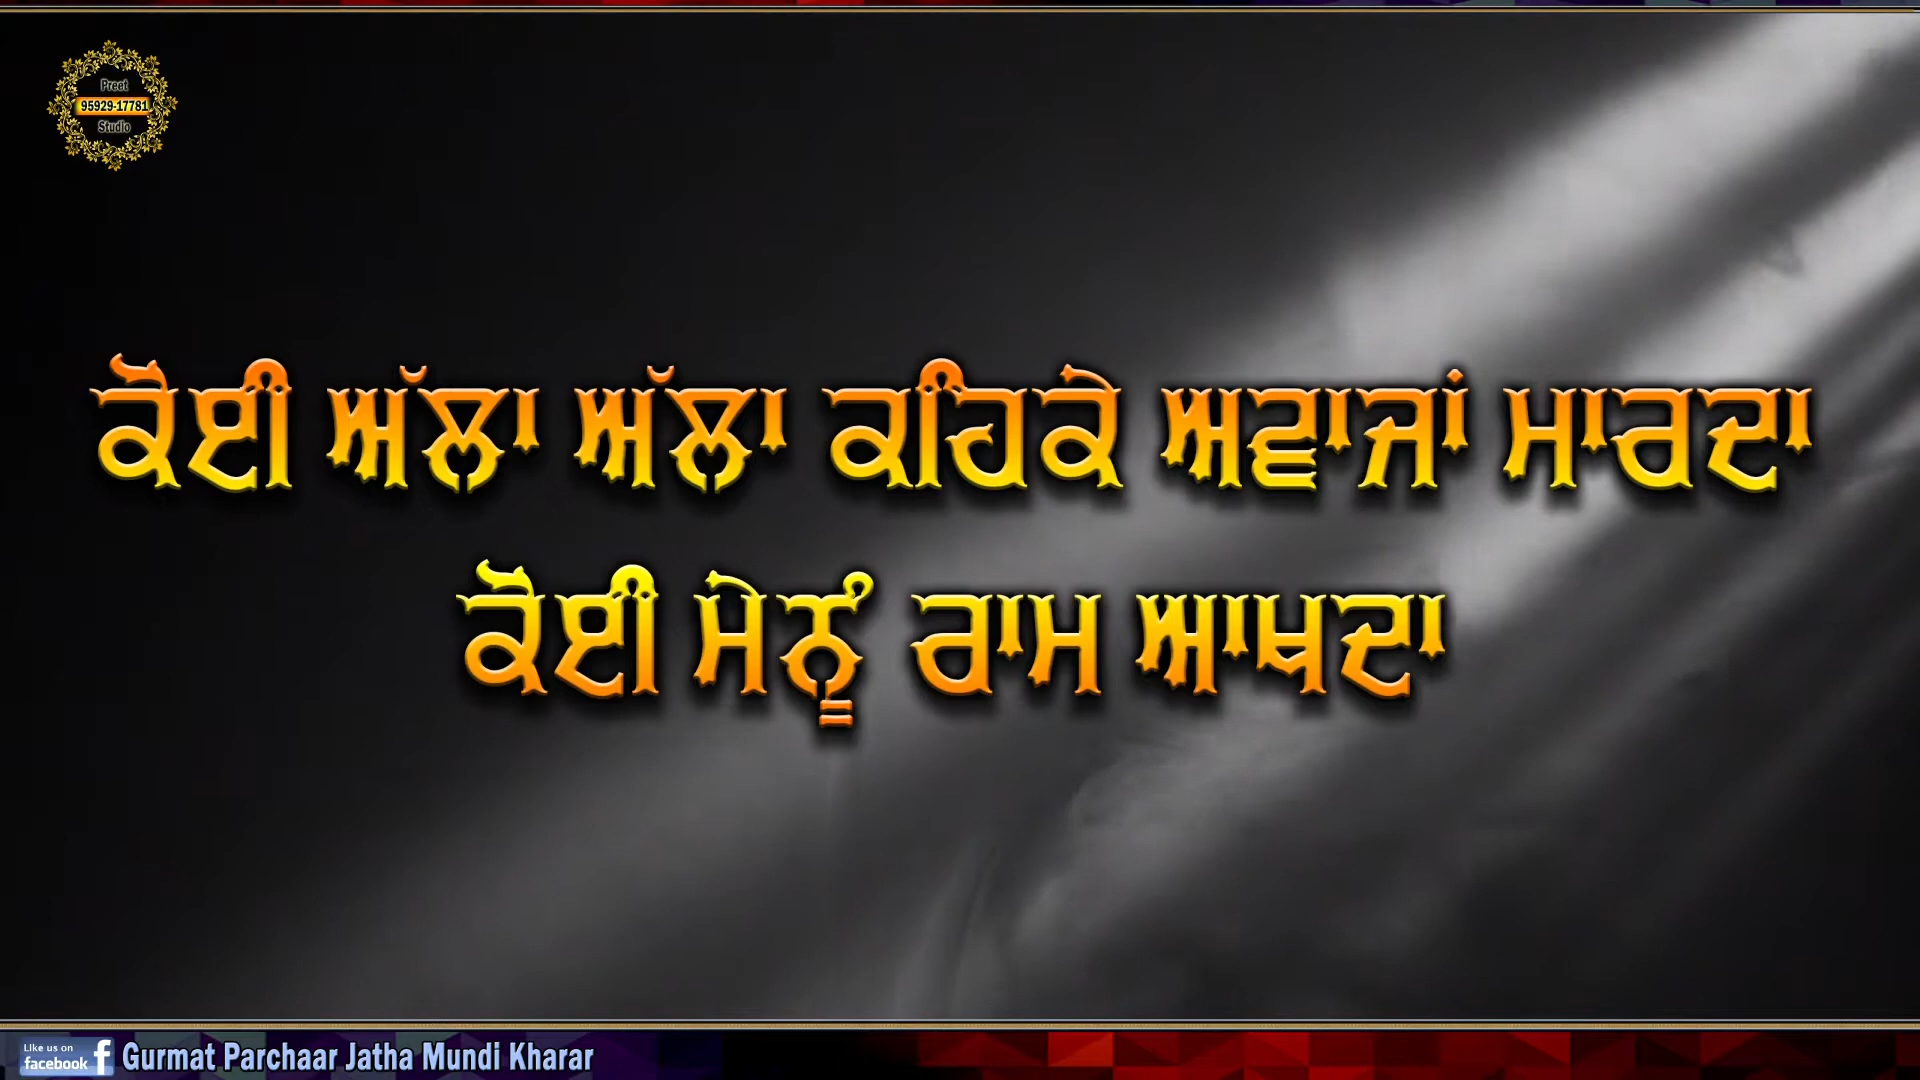 Preet
95929-17781
Studio
ਕੋਈ ਅੱਲਾ ਅੱਲਾ ਕਹਿਕੇ ਅਵਾਜਾਂ ਮਾਰਦਾ
ਕੋਈ ਮੇਨੂੰ ਰਾਮ ਆਖਦਾ
Like us on
facebook
Gurmat Parchaar Jatha Mundi Kharar